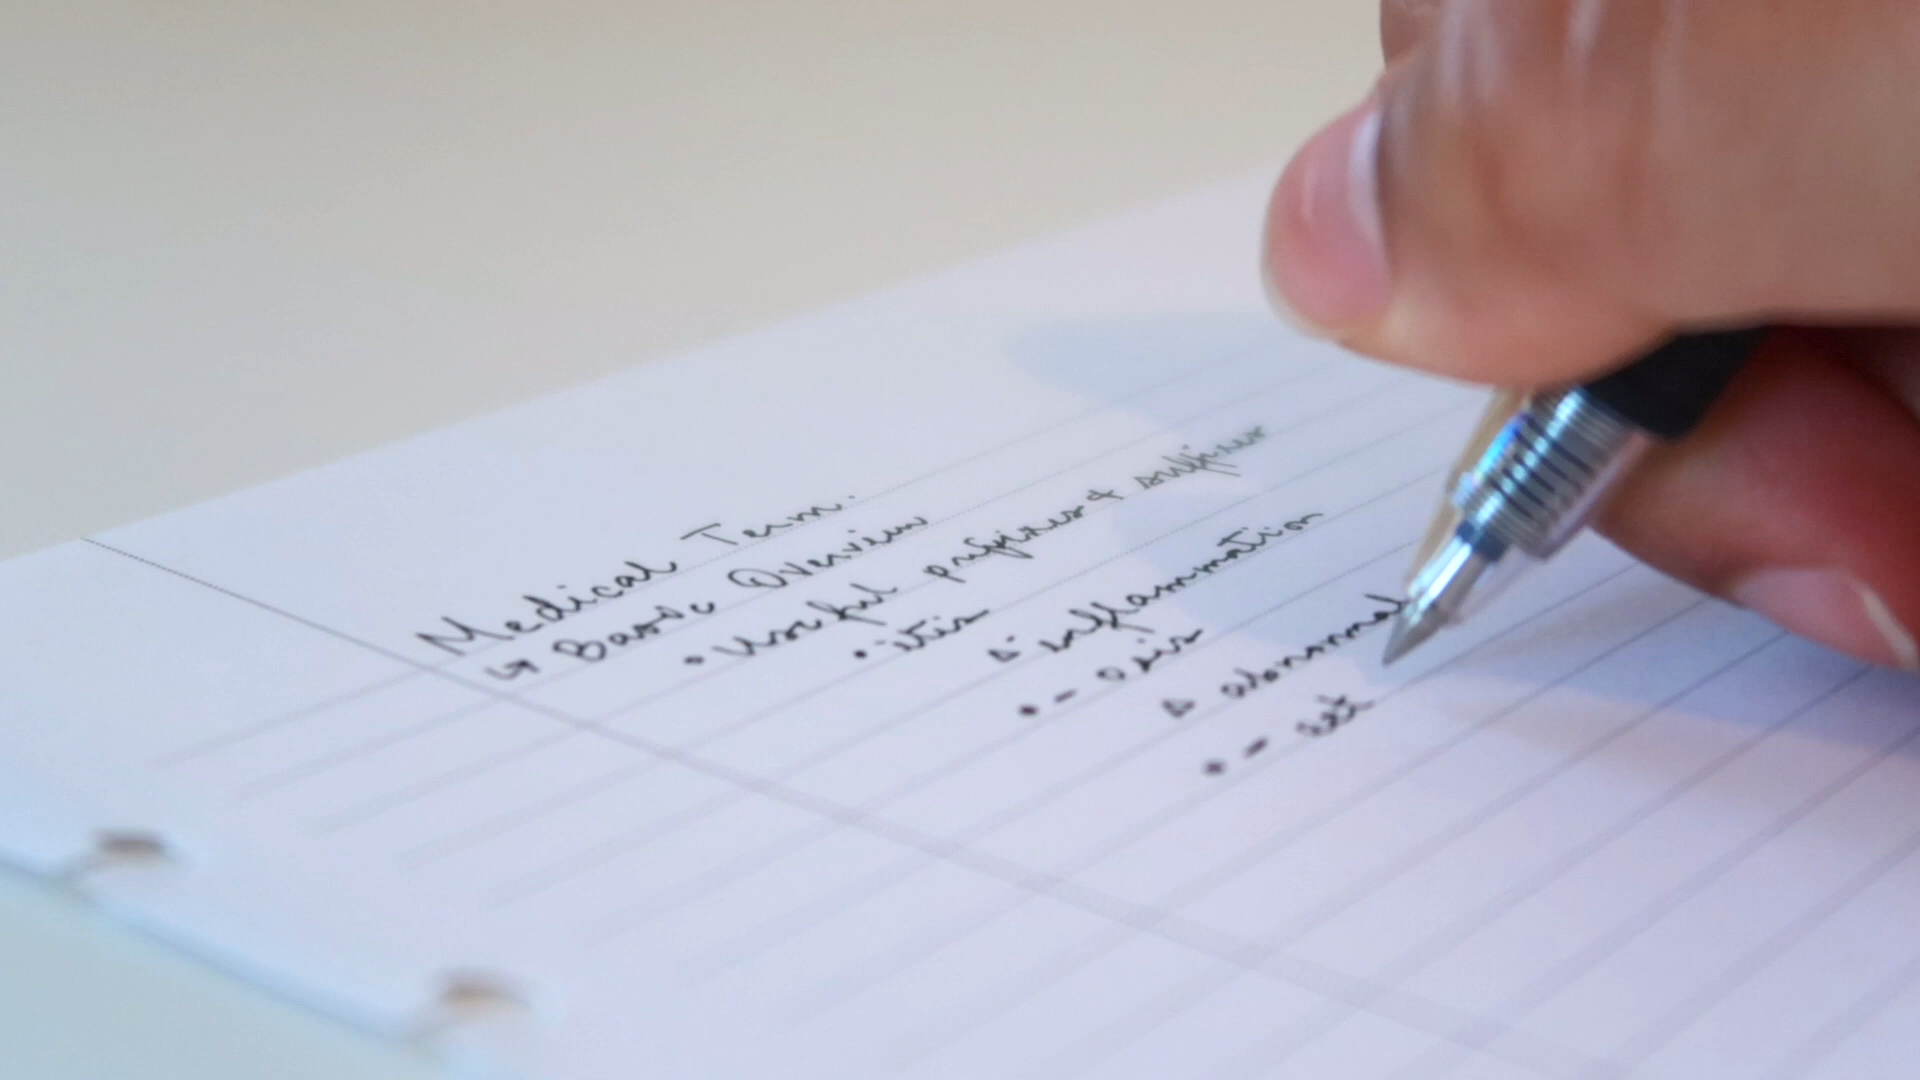 Medical Term.
↳ Basic Overview
• Useful prefixes & suffixes
• itis
Δ inflammation
• - osis
Δ abnormal
• -